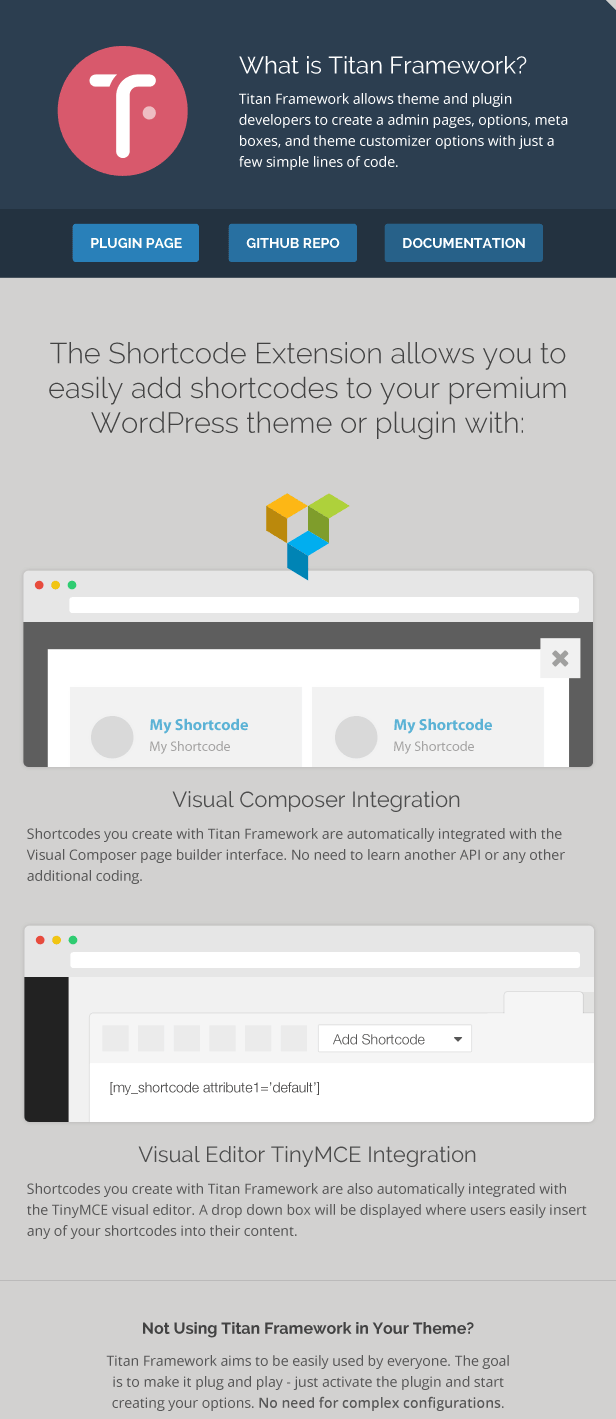 What is Titan Framework?
Titan Framework allows theme and plugin
developers to create a admin pages, options, meta
boxes, and theme customizer options with just a
few simple lines of code.
PLUGIN PAGE
GITHUB REPO
DOCUMENTATION
The Shortcode Extension allows you to
easily add shortcodes to your premium
WordPress theme or plugin with:
My Shortcode
My Shortcode
My Shortcode
My Shortcode
Visual Composer Integration
Shortcodes you create with Titan Framework are automatically integrated with the
Visual Composer page builder interface. No need to learn another API or any other
additional coding.
Add Shortcode
[my_shortcode attribute1='default']
Visual Editor TinyMCE Integration
Shortcodes you create with Titan Framework are also automatically integrated with
the TinyMCE visual editor. A drop down box will be displayed where users easily insert
any of your shortcodes into their content.
Not Using Titan Framework in Your Theme?
Titan Framework aims to be easily used by everyone. The goal
is to make it plug and play - just activate the plugin and start
creating your options. No need for complex configurations.